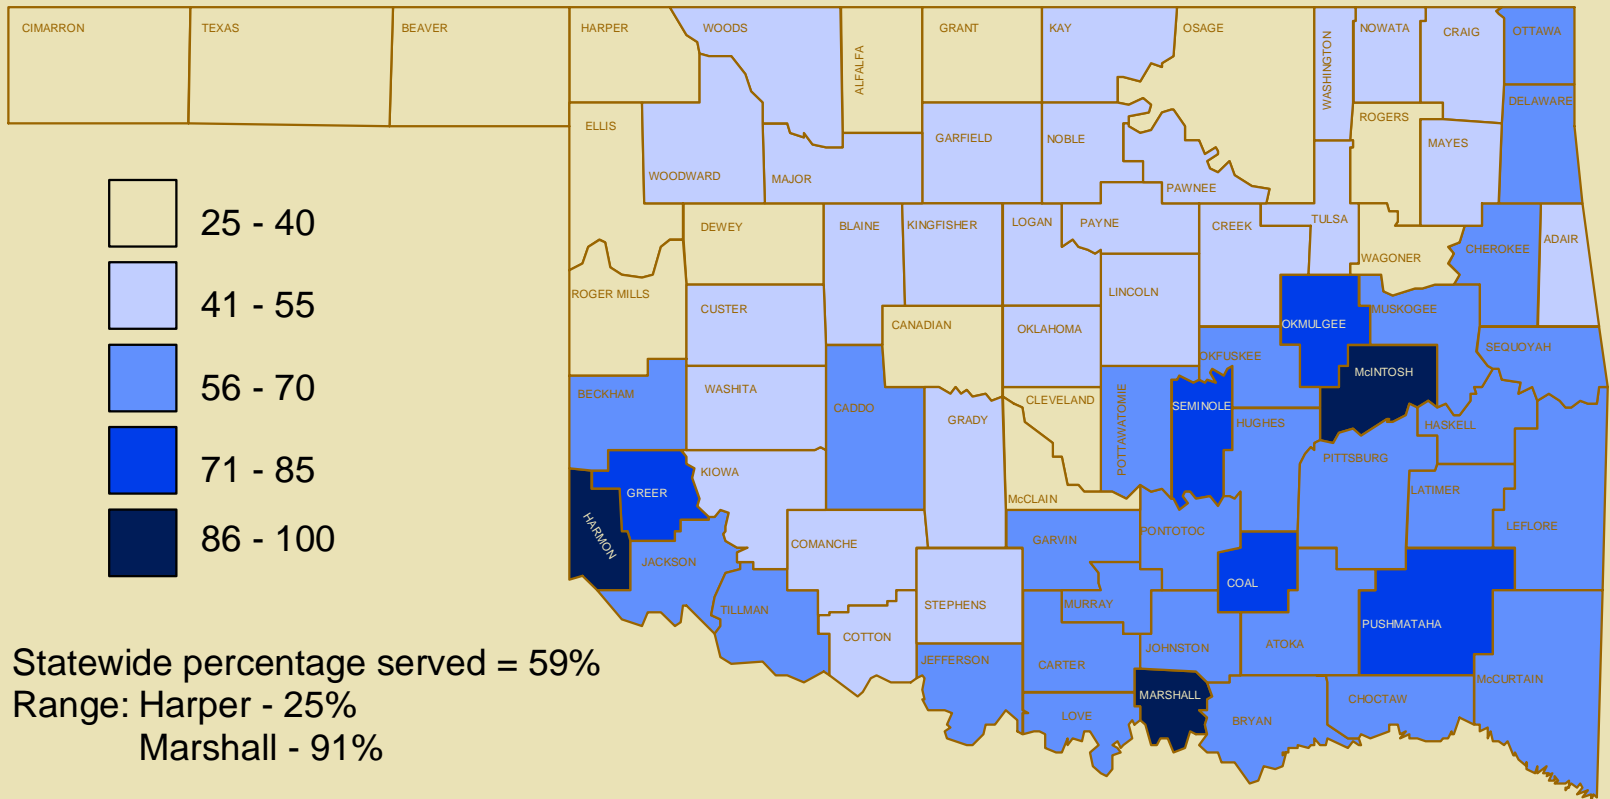 CIMARRON
TEXAS
BEAVER
HARPER
WOODS
ALFALFA
GRANT
KAY
OSAGE
WASHINGTON
NOWATA
CRAIG
OTTAWA
DELAWARE
ELLIS
WOODWARD
MAJOR
GARFIELD
NOBLE
PAWNEE
ROGERS
MAYES
DEWEY
BLAINE
KINGFISHER
LOGAN
PAYNE
CREEK
TULSA
WAGONER
CHEROKEE
ADAIR
ROGER MILLS
CUSTER
CANADIAN
OKLAHOMA
LINCOLN
OKMULGEE
MUSKOGEE
OKFUSKEE
SEQUOYAH
McINTOSH
BECKHAM
WASHITA
CADDO
GRADY
CLEVELAND
POTTAWATOMIE
SEMINOLE
HUGHES
HASKELL
PITTSBURG
KIOWA
GREER
HARMON
McCLAIN
LATIMER
LEFLORE
JACKSON
COMANCHE
GARVIN
PONTOTOC
COAL
TILLMAN
STEPHENS
MURRAY
PUSHMATAHA
COTTON
JEFFERSON
CARTER
JOHNSTON
ATOKA
McCURTAIN
MARSHALL
LOVE
BRYAN
CHOCTAW
25 - 40
41 - 55
56 - 70
71 - 85
86 - 100
Statewide percentage served = 59%
Range: Harper - 25%
Marshall - 91%